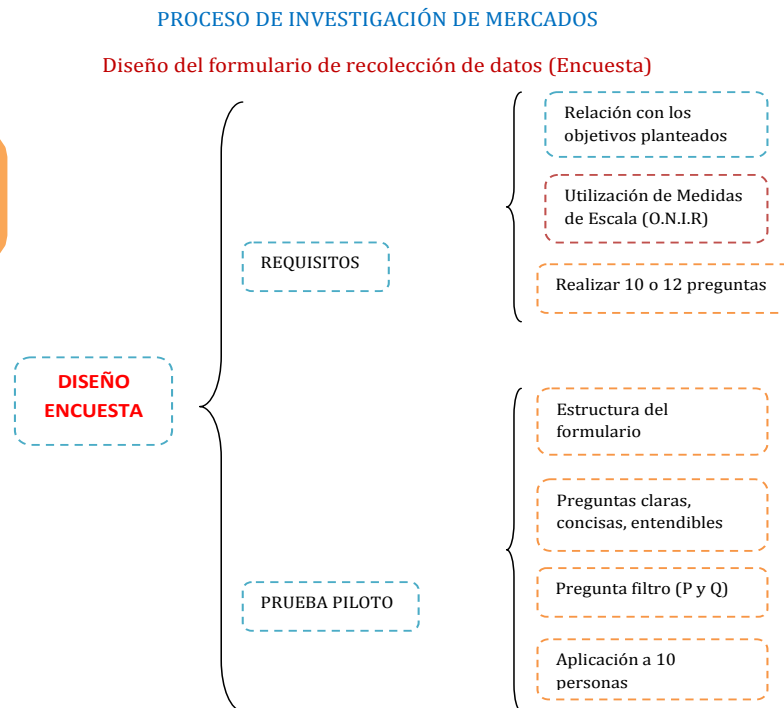 PROCESO DE INVESTIGACIÓN DE MERCADOS
Diseño del formulario de recolección de datos (Encuesta)
DISEÑO
ENCUESTA
REQUISITOS
Relación con los
objetivos planteados
Utilización de Medidas
de Escala (O.N.I.R)
Realizar 10 o 12 preguntas
PRUEBA PILOTO
Estructura del
formulario
Preguntas claras,
concisas, entendibles
Pregunta filtro (P y Q)
Aplicación a 10
personas